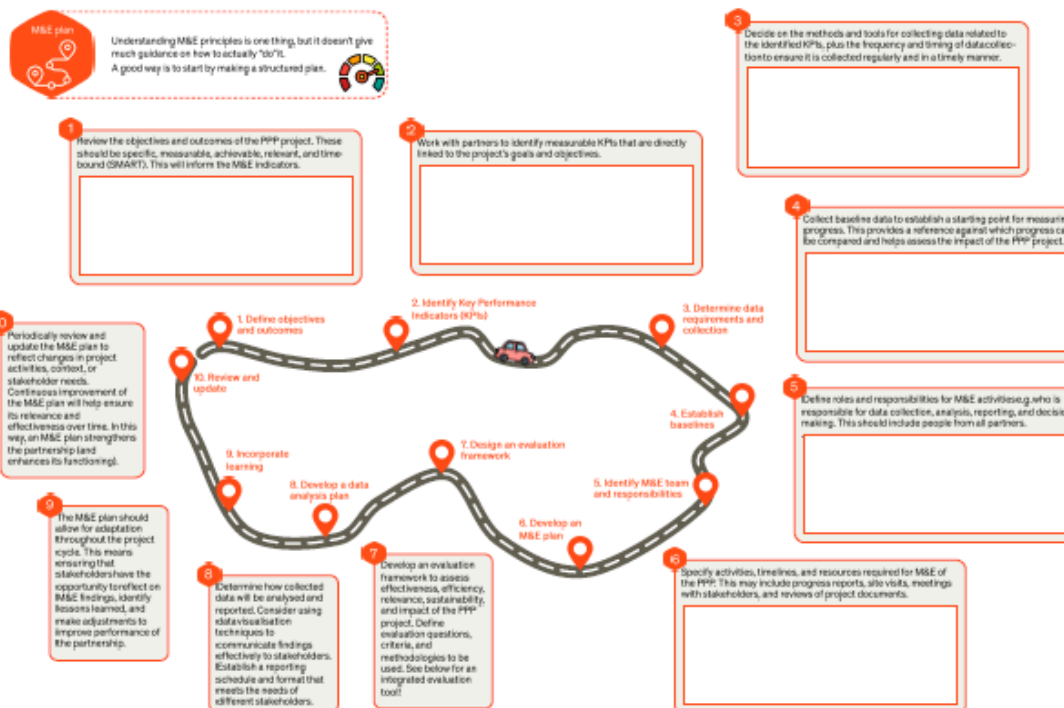 M&E plan
Understanding M&E principles is one thing, but it doesn't give
much guidance on how to actually "do"it.
A good way is to start by making a structured plan.
1
Review the objectives and outcomes of the PPP project. These
should be specific, measurable, achievable, relevant, and time-
bound (SMART). This will inform the M&E indicators.
2
Work with partners to identify measurable KPIs that are directly
linked to the project's goals and objectives.
3
Decide on the methods and tools for collecting data related to
the identified KPIs, plus the frequency and timing of datacollec-
tionto ensure it is collected regularly and in a timely manner.
4
Collect baseline data to establish a starting point for measurin
progress. This provides a reference against which progress ca
be compared and helps assess the impact of the PPP project.
5
Define roles and responsibilities for M&E activitiese,g.who is
responsible for data collection, analysis, reporting, and decisio
making. This should include people from all partners.
6
Specify activities, timelines, and resources required for M&E of
the PPP. This may include progress reports, site visits, meetings
with stakeholders, and reviews of project documents.
7
Develop an evaluation
framework to assess
effectiveness, efficiency,
relevance, sustainability,
and impact of the PPP
project. Define
evaluation questions,
criteria, and
methodologies to be
used. See below for an
integrated evaluation
tool!
8
Determine how collected
data will be analysed and
reported. Consider using
datavisualisation
techniques to
communicate findings
effectively to stakeholders.
Establish a reporting
schedule and format that
meets the needs of
different stakeholders.
9
The M&E plan should
allow for adaptation
throughout the project
cycle. This means
ensuring that
stakeholdershave the
opportunity toreflect on
M&E findings, identify
lessons learned, and
make adjustments to
improve performance of
the partnership.
0
Periodically review and
update the M&E plan to
reflect changes in project
activities, context, or
stakeholder needs.
Continuous improvement of
the M&E plan will help ensure
its relevance and
effectiveness over time. In this
way, an M&E plan strengthens
the partnership (and
enhances its functioning).
1. Define objectives
and outcomes
2. Identify Key Performance
Indicators (KPIs)
3. Determine data
requirements and
collection
4. Establish
baselines
5. Identify M&E team
and responsibilities
6. Develop an
M&E plan
7. Design an evaluation
framework
8. Develop a data
analysis plan
9. Incorporate
learning
10. Review and
update